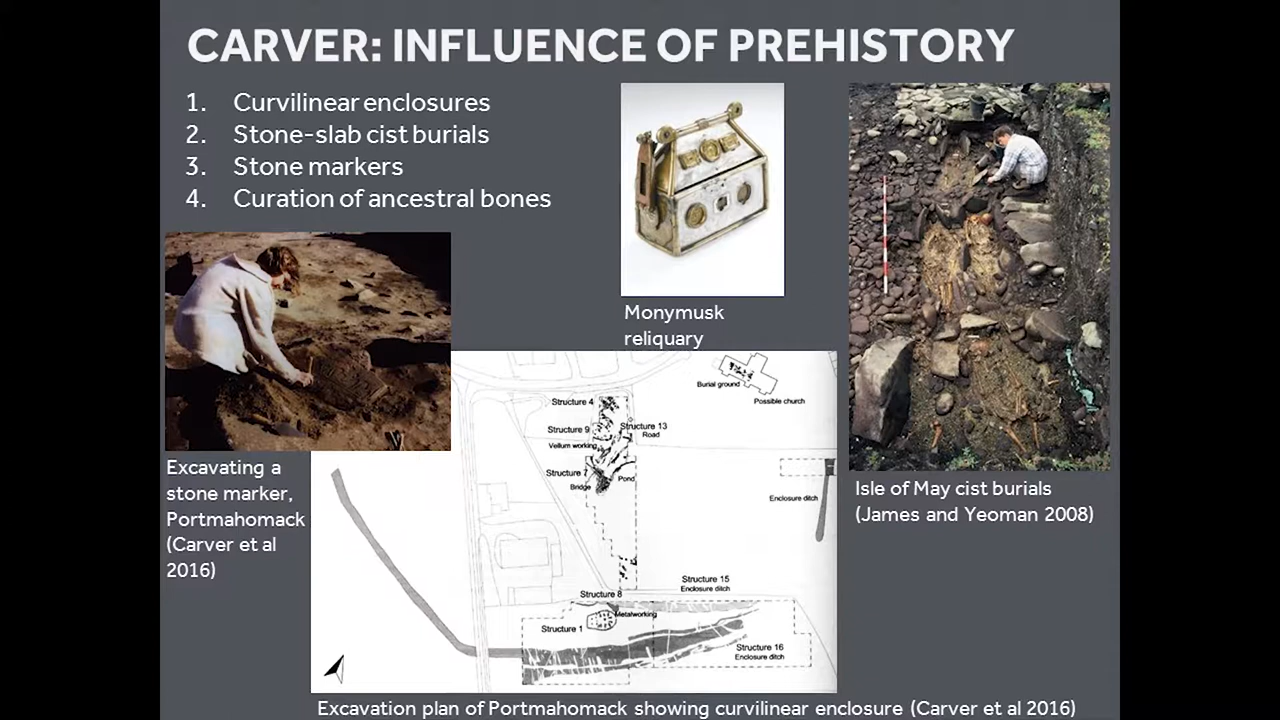 CARVER: INFLUENCE OF PREHISTORY
1. Curvilinear enclosures
2. Stone-slab cist burials
3. Stone markers
4. Curation of ancestral bones
Monymusk
reliquary
Excavating a
stone marker,
Portmahomack
(Carver et al
2016)
Isle of May cist burials
(James and Yeoman 2008)
Burial ground
Possible church
Structure 4
Structure 9
Structure 13
Road
Vellum working
Structure 7
Pond
Bridge
Enclosure ditch
Structure 15
Enclosure ditch
Structure 8
Metalworking
Structure 1
Structure 16
Enclosure ditch
Excavation plan of Portmahomack showing curvilinear enclosure (Carver et al 2016)